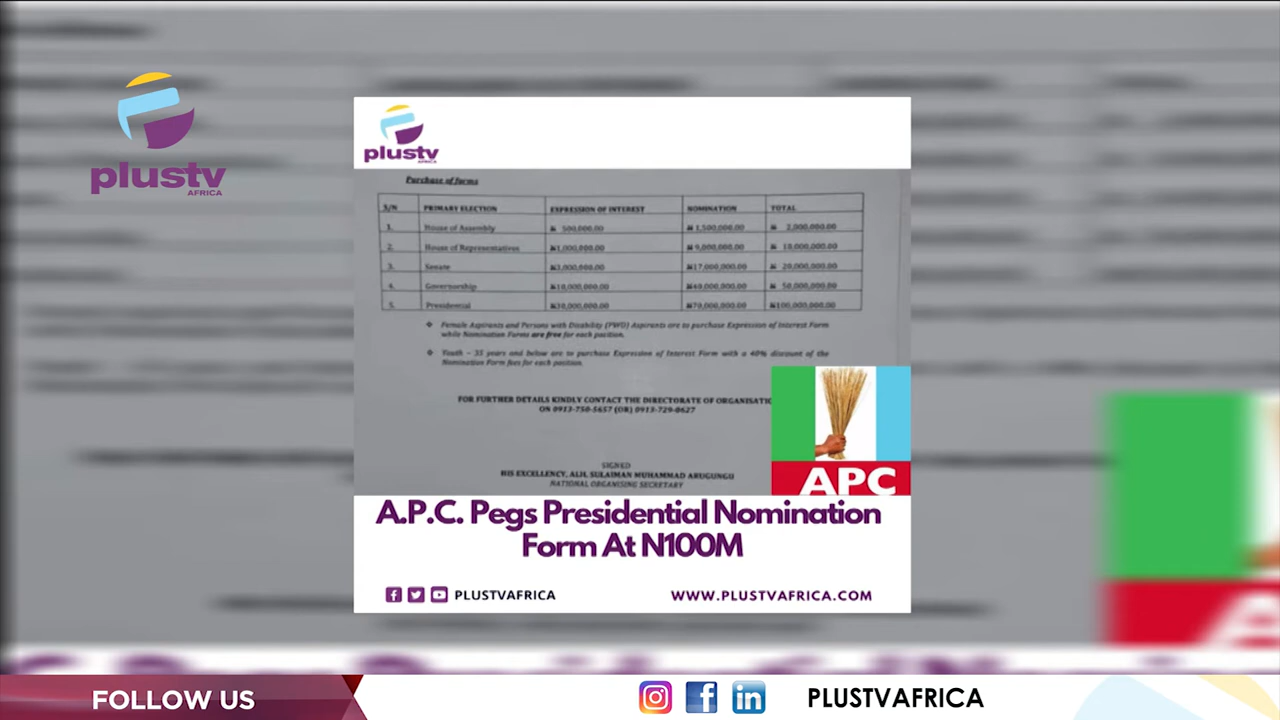 plustv
AFRICA
plustv
AFRICA
Purchase of forms
S/N PRIMARY ELECTION EXPRESSION OF INTEREST NOMINATION TOTAL
1. House of Assembly ₦ 500,000.00 ₦ 1,500,000.00 ₦ 2,000,000.00
2. House of Representatives ₦1,000,000.00 ₦ 9,000,000.00 ₦ 10,000,000.00
3. Senate ₦3,000,000.00 ₦17,000,000.00 ₦ 20,000,000.00
4. Governorship ₦10,000,000.00 ₦40,000,000.00 ₦ 50,000,000.00
5. Presidential ₦30,000,000.00 ₦70,000,000.00 ₦100,000,000.00
❖ Female Aspirants and Persons with Disability (PWD) Aspirants are to purchase Expression of Interest Form
while Nomination Forms are free for each position.
❖ Youth – 35 years and below are to purchase Expression of Interest Form with a 40% discount of the
Nomination Form fees for each position.
FOR FURTHER DETAILS KINDLY CONTACT THE DIRECTORATE OF ORGANISATIO
ON 0913-750-5657 (OR) 0913-729-0627
SIGNED
HIS EXCELLENCY, ALH. SULAIMAN MUHAMMAD ARUGUNGU
NATIONAL ORGANISING SECRETARY
APC
A.P.C. Pegs Presidential Nomination
Form At N100M
PLUSTVAFRICA
WWW.PLUSTVAFRICA.COM
FOLLOW US
PLUSTVAFRICA